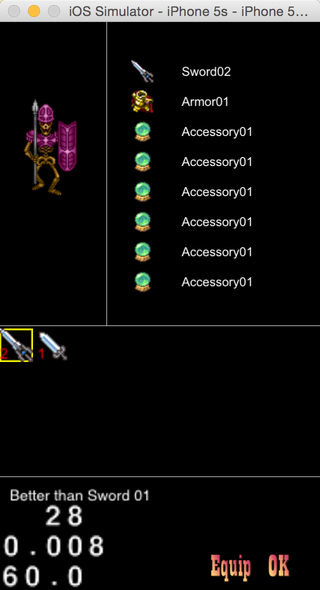 iOS Simulator - iPhone 5s - iPhone 5...
Sword02
Armor01
Accessory01
Accessory01
Accessory01
Accessory01
Accessory01
Accessory01
2 1
Better than Sword 01
28
0.008
60.0
Equip OK